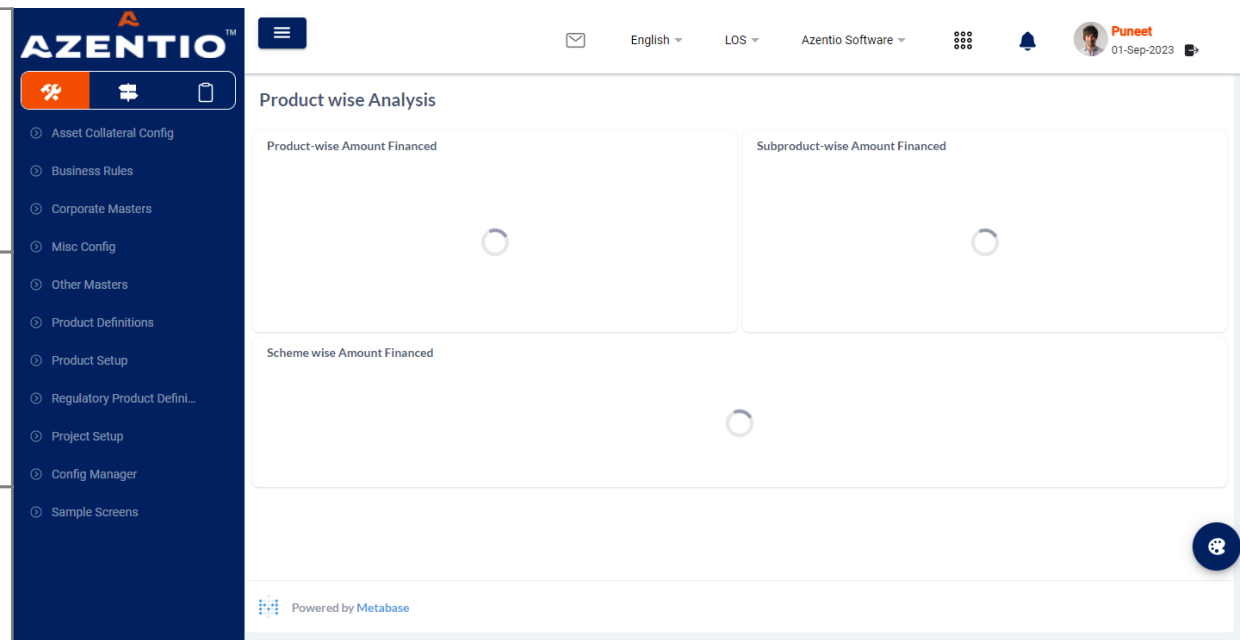 AZENTIO™
English
LOS
Azentio Software
Puneet
01-Sep-2023
Asset Collateral Config
Business Rules
Corporate Masters
Misc Config
Other Masters
Product Definitions
Product Setup
Regulatory Product Defini...
Project Setup
Config Manager
Sample Screens
Product wise Analysis
Product-wise Amount Financed
Subproduct-wise Amount Financed
Scheme wise Amount Financed
Powered by Metabase